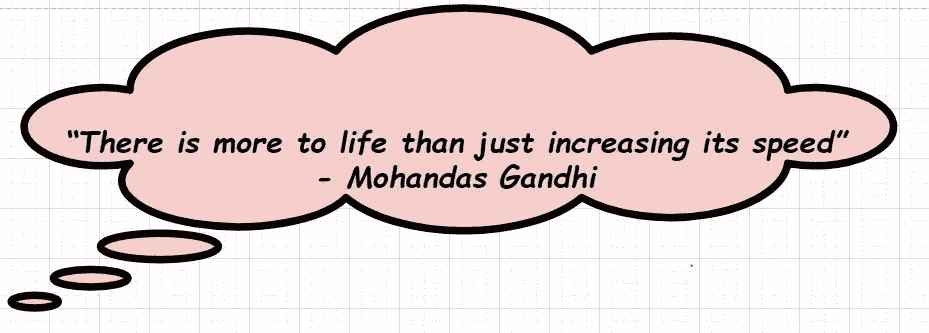 “There is more to life than just increasing its speed”
- Mohandas Gandhi